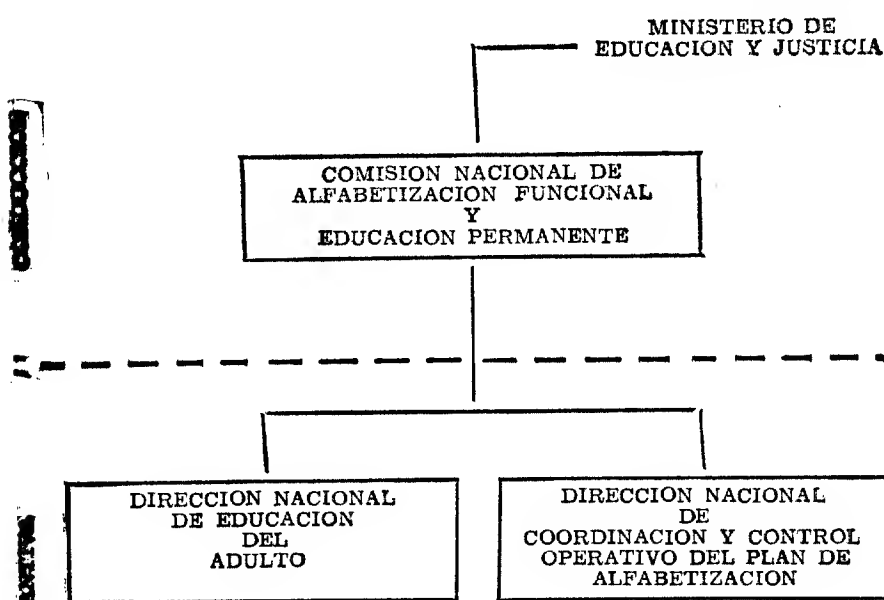 MINISTERIO DE
EDUCACION Y JUSTICIA
COMISION NACIONAL DE
ALFABETIZACION FUNCIONAL
Y
EDUCACION PERMANENTE
DIRECCION NACIONAL
DE EDUCACION
DEL
ADULTO
DIRECCION NACIONAL
DE
COORDINACION Y CONTROL
OPERATIVO DEL PLAN DE
ALFABETIZACION